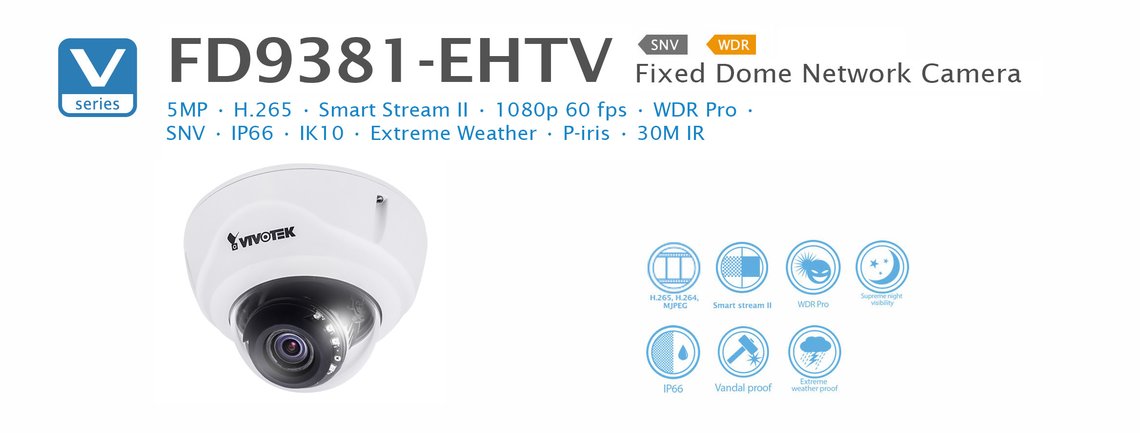 V
series
FD9381-EHTV
SNV
WDR
Fixed Dome Network Camera
5MP · H.265 · Smart Stream II · 1080p 60 fps · WDR Pro ·
SNV · IP66 · IK10 · Extreme Weather · P-iris · 30M IR
VIVOTEK
H.265, H.264,
MJPEG
Smart stream II
WDR Pro
Supreme night
visibility
IP66
Vandal proof
Extreme
weather proof